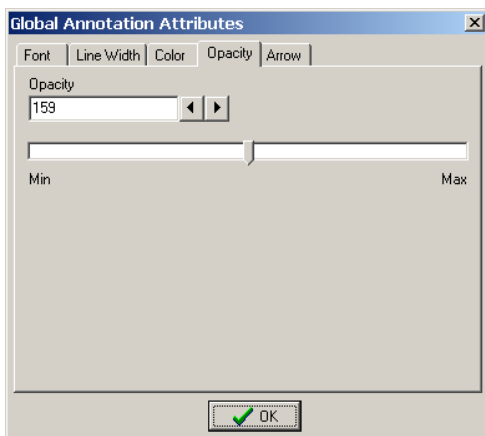 Global Annotation Attributes
Font Line Width Color Opacity Arrow
Opacity
159
Min Max
OK